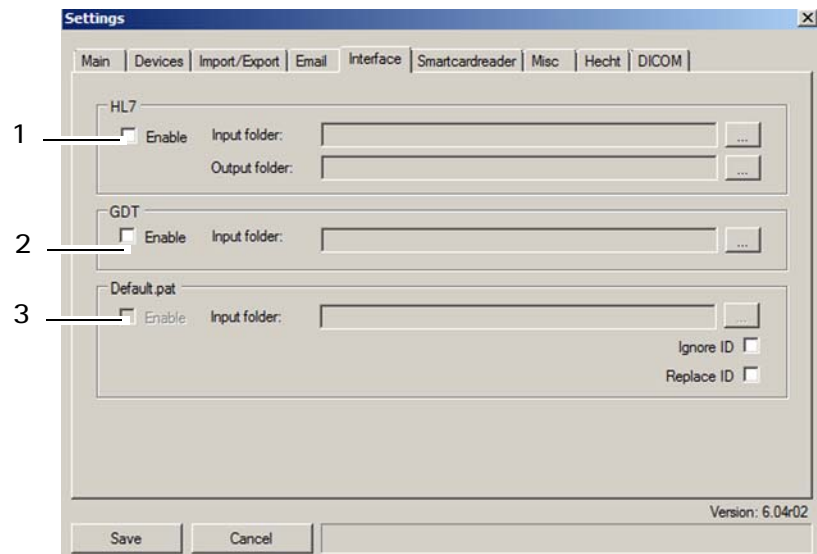 Settings
Main Devices Import/Export Email Interface Smartcardreader Misc Hecht DICOM
HL7
1 Enable Input folder: ...
Output folder: ...
GDT
2 Enable Input folder: ...
Default.pat
3 Enable Input folder: ...
Ignore ID
Replace ID
Version: 6.04r02
Save Cancel